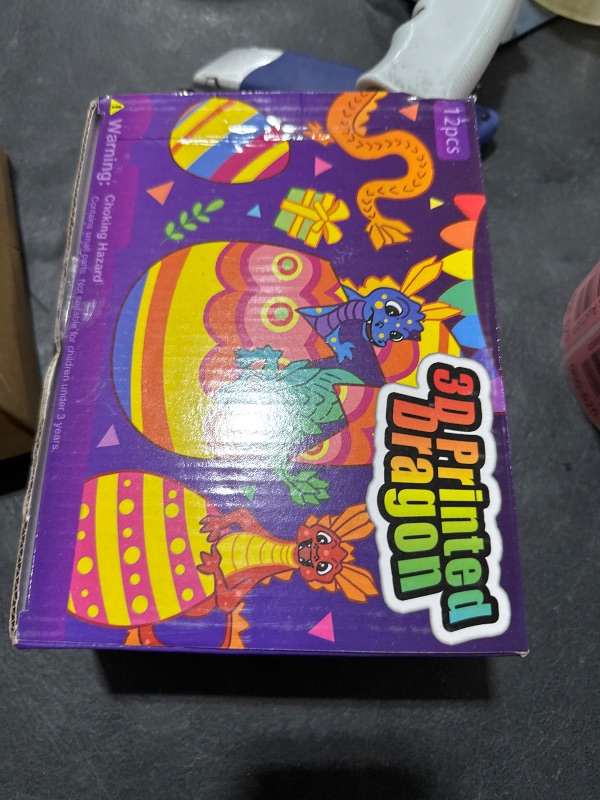 12pcs
3D Printed
Dragon
Warning: Choking Hazard
Contains small parts. Not suitable for children under 3 years